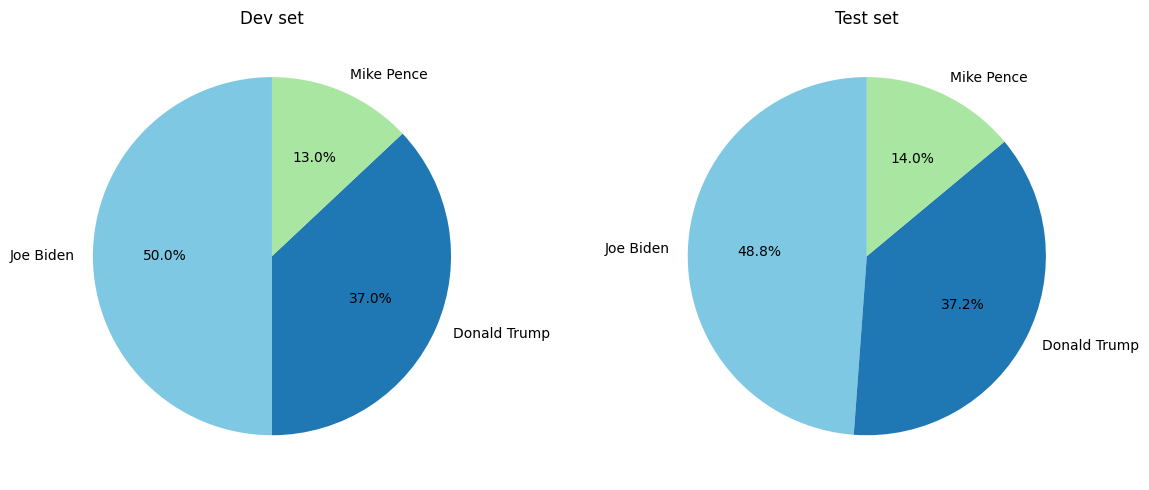 Dev set
Mike Pence
13.0%
Joe Biden
50.0%
37.0%
Donald Trump
Test set
Mike Pence
14.0%
Joe Biden
48.8%
37.2%
Donald Trump